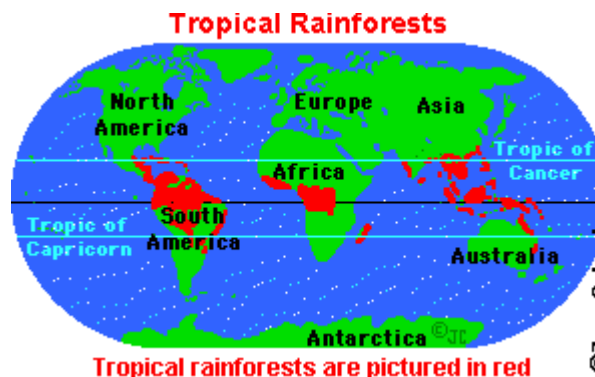 Tropical Rainforests
North
America
Europe
Asia
Tropic of
Cancer
Africa
South
America
Tropic of
Capricorn
Australia
Antarctica
©JC
Tropical rainforests are pictured in red